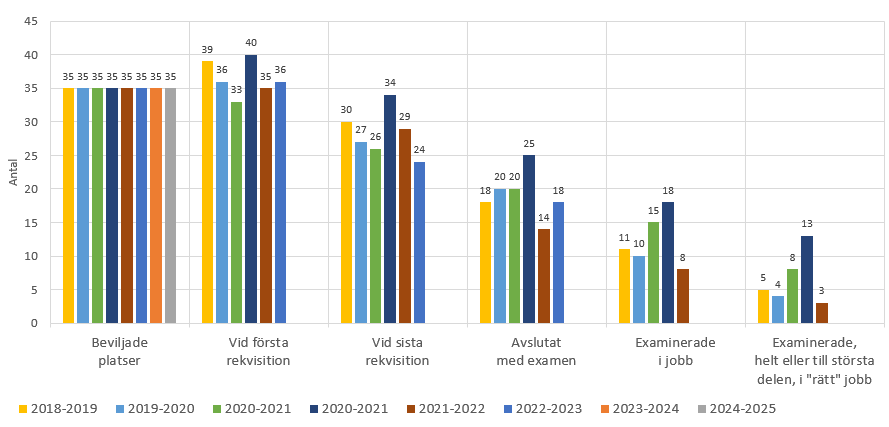 45
40
35
30
25
20
15
10
5
0
Antal
35 35 35 35 35 35 35 35
39 36 33 40 35 36
30 27 26 34 29 24
18 20 20 25 14 18
11 10 15 18 8
5 4 8 13 3
Beviljade
platser
Vid första
rekvisition
Vid sista
rekvisition
Avslutat
med examen
Examinerade
i jobb
Examinerade,
helt eller till största
delen, i "rätt" jobb
2018-2019 2019-2020 2020-2021 2020-2021 2021-2022 2022-2023 2023-2024 2024-2025